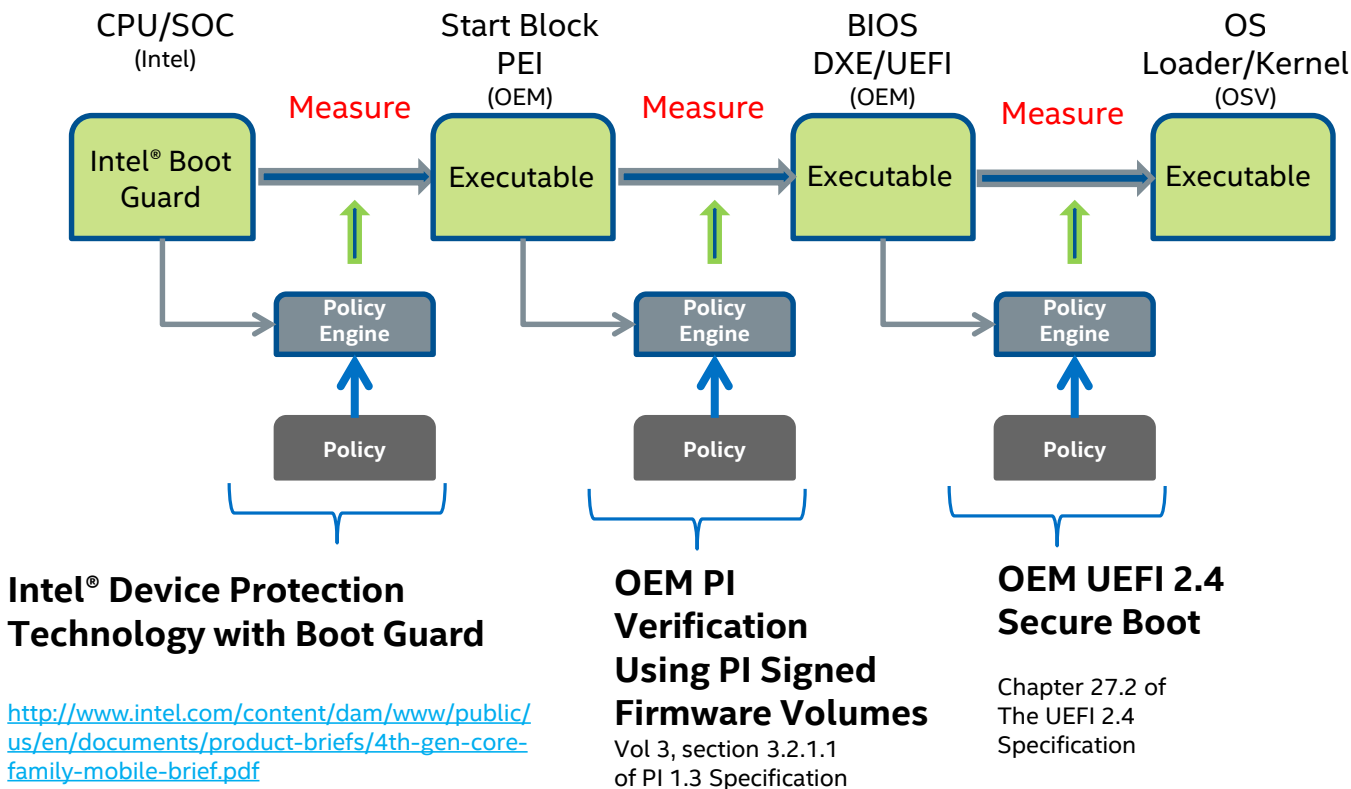 CPU/SOC
(Intel)
Start Block
PEI
(OEM)
BIOS
DXE/UEFI
(OEM)
OS
Loader/Kernel
(OSV)
Measure
Measure
Measure
Intel® Boot
Guard
Executable
Executable
Executable
Policy
Engine
Policy
Engine
Policy
Engine
Policy
Policy
Policy
Intel® Device Protection
Technology with Boot Guard
http://www.intel.com/content/dam/www/public/
us/en/documents/product-briefs/4th-gen-core-
family-mobile-brief.pdf
OEM PI
Verification
Using PI Signed
Firmware Volumes
Vol 3, section 3.2.1.1
of PI 1.3 Specification
OEM UEFI 2.4
Secure Boot
Chapter 27.2 of
The UEFI 2.4
Specification